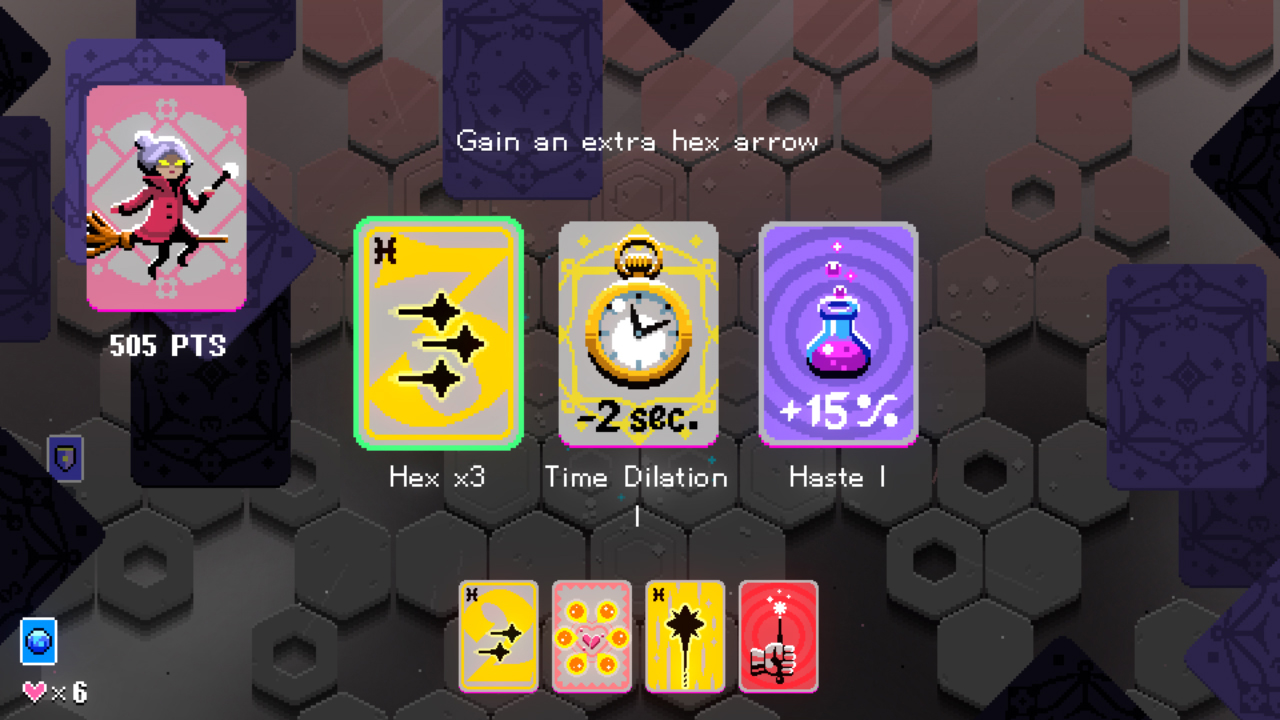 Gain an extra hex arrow
505 PTS
3
-2 sec.
+15%
Hex x3
Time Dilation
I
Haste I
2
×6